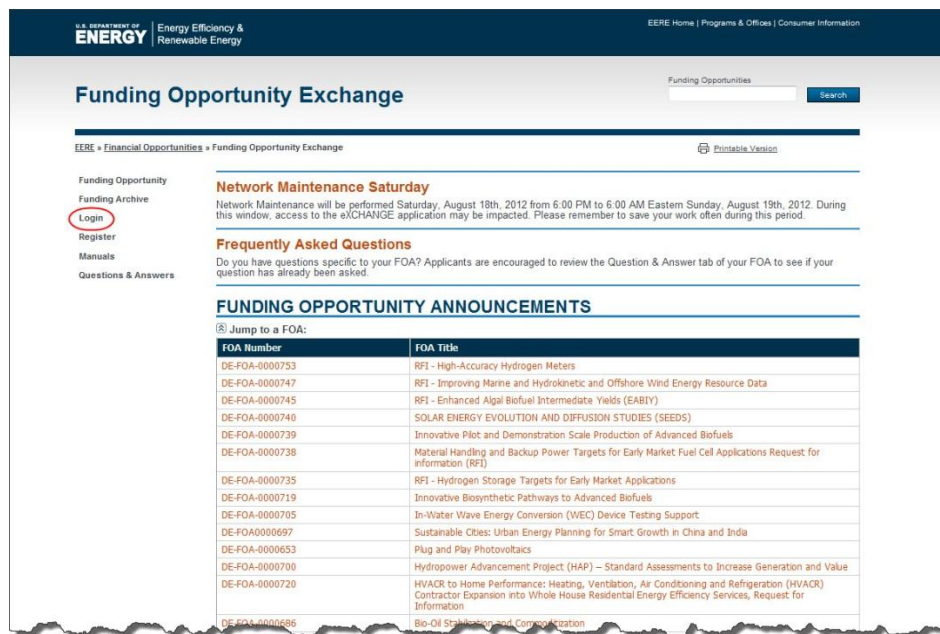 U.S. DEPARTMENT OF
ENERGY
Energy Efficiency &
Renewable Energy
EERE Home | Programs & Offices | Consumer Information
Funding Opportunity Exchange
Funding Opportunities
Search
EERE » Financial Opportunities » Funding Opportunity Exchange
Printable Version
Funding Opportunity
Funding Archive
Login
Register
Manuals
Questions & Answers
Network Maintenance Saturday
Network Maintenance will be performed Saturday, August 18th, 2012 from 6:00 PM to 6:00 AM Eastern Sunday, August 19th, 2012. During
this window, access to the eXCHANGE application may be impacted. Please remember to save your work often during this period.
Frequently Asked Questions
Do you have questions specific to your FOA? Applicants are encouraged to review the Question & Answer tab of your FOA to see if your
question has already been asked.
FUNDING OPPORTUNITY ANNOUNCEMENTS
Jump to a FOA:
FOA Number FOA Title
DE-FOA-0000753 RFI - High-Accuracy Hydrogen Meters
DE-FOA-0000747 RFI - Improving Marine and Hydrokinetic and Offshore Wind Energy Resource Data
DE-FOA-0000745 RFI - Enhanced Algal Biofuel Intermediate Yields (EABIY)
DE-FOA-0000740 SOLAR ENERGY EVOLUTION AND DIFFUSION STUDIES (SEEDS)
DE-FOA-0000739 Innovative Pilot and Demonstration Scale Production of Advanced Biofuels
DE-FOA-0000738 Material Handling and Backup Power Targets for Early Market Fuel Cell Applications Request for
information (RFI)
DE-FOA-0000735 RFI - Hydrogen Storage Targets for Early Market Applications
DE-FOA-0000719 Innovative Biosynthetic Pathways to Advanced Biofuels
DE-FOA-0000705 In-Water Wave Energy Conversion (WEC) Device Testing Support
DE-FOA0000697 Sustainable Cities: Urban Energy Planning for Smart Growth in China and India
DE-FOA-0000653 Plug and Play Photovoltaics
DE-FOA-0000700 Hydropower Advancement Project (HAP) – Standard Assessments to Increase Generation and Value
DE-FOA-0000720 HVACR to Home Performance: Heating, Ventilation, Air Conditioning and Refrigeration (HVACR)
Contractor Expansion into Whole House Residential Energy Efficiency Services, Request for
Information
DE-FOA-0000686 Bio-Oil Stabilization and Commoditization